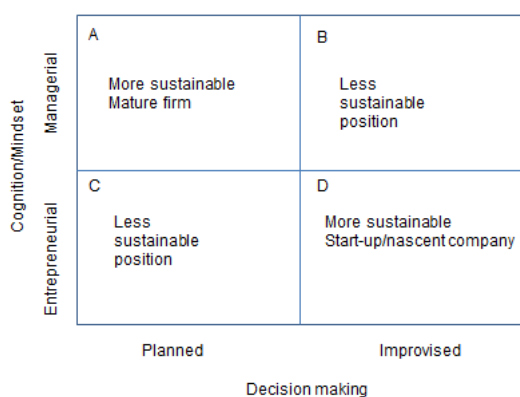 A
B
More sustainable
Mature firm
Less
sustainable
position
C
D
Less
sustainable
position
More sustainable
Start-up/nascent company
Cognition/Mindset
Managerial
Entrepreneurial
Planned
Improvised
Decision making